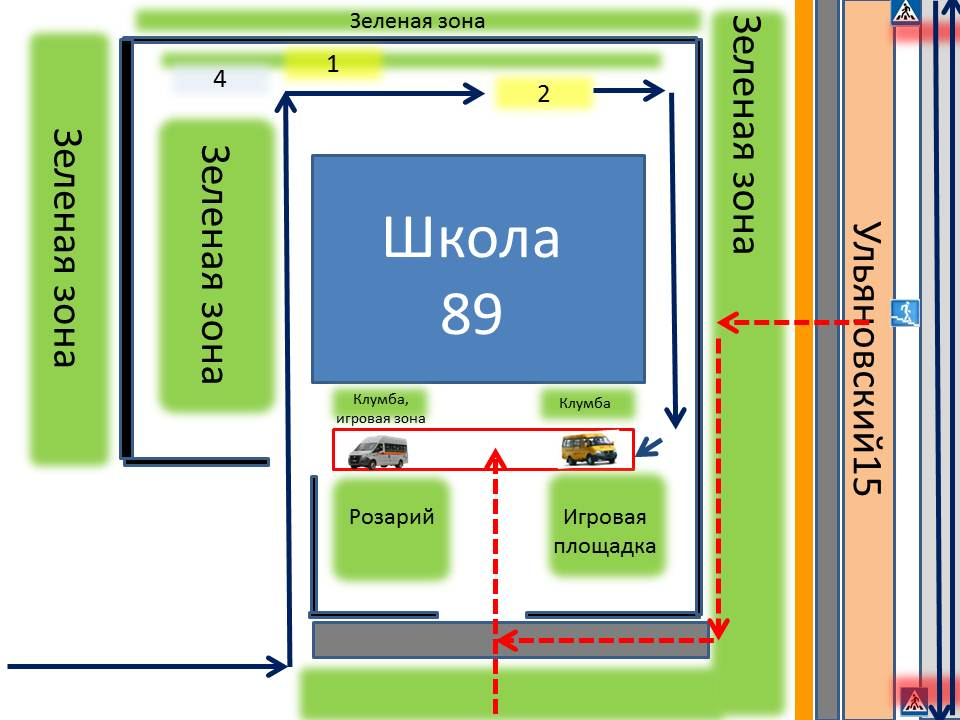 Зеленая зона
1
4
2
Зеленая зона
Зеленая зона
Зеленая зона
Школа
89
Ульяновский15
Клумба,
игровая зона
Клумба
Розарий
Игровая
площадка